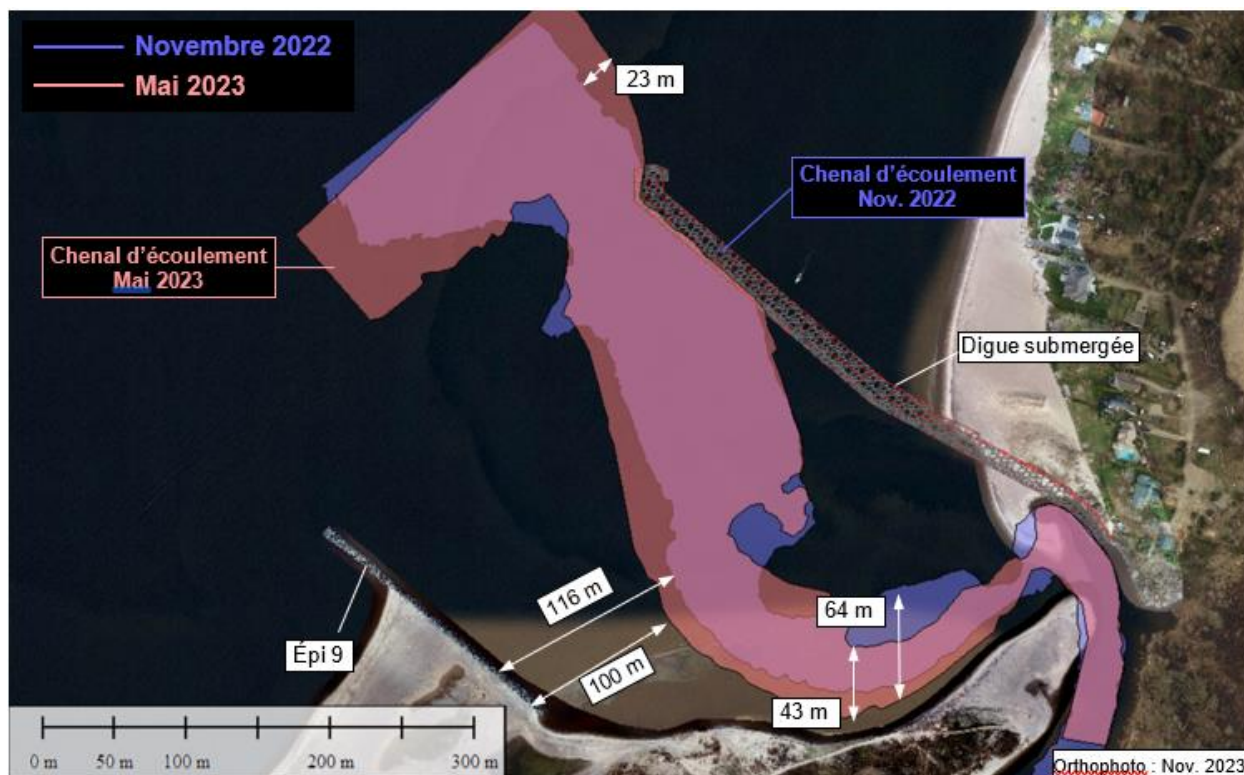 Novembre 2022
Mai 2023
23 m
Chenal d'écoulement
Nov. 2022
Chenal d'écoulement
Mai 2023
Digue submergée
116 m
Épi 9
100 m
64 m
43 m
0 m
50 m
100 m
200 m
300 m
Orthophoto : Nov. 2023